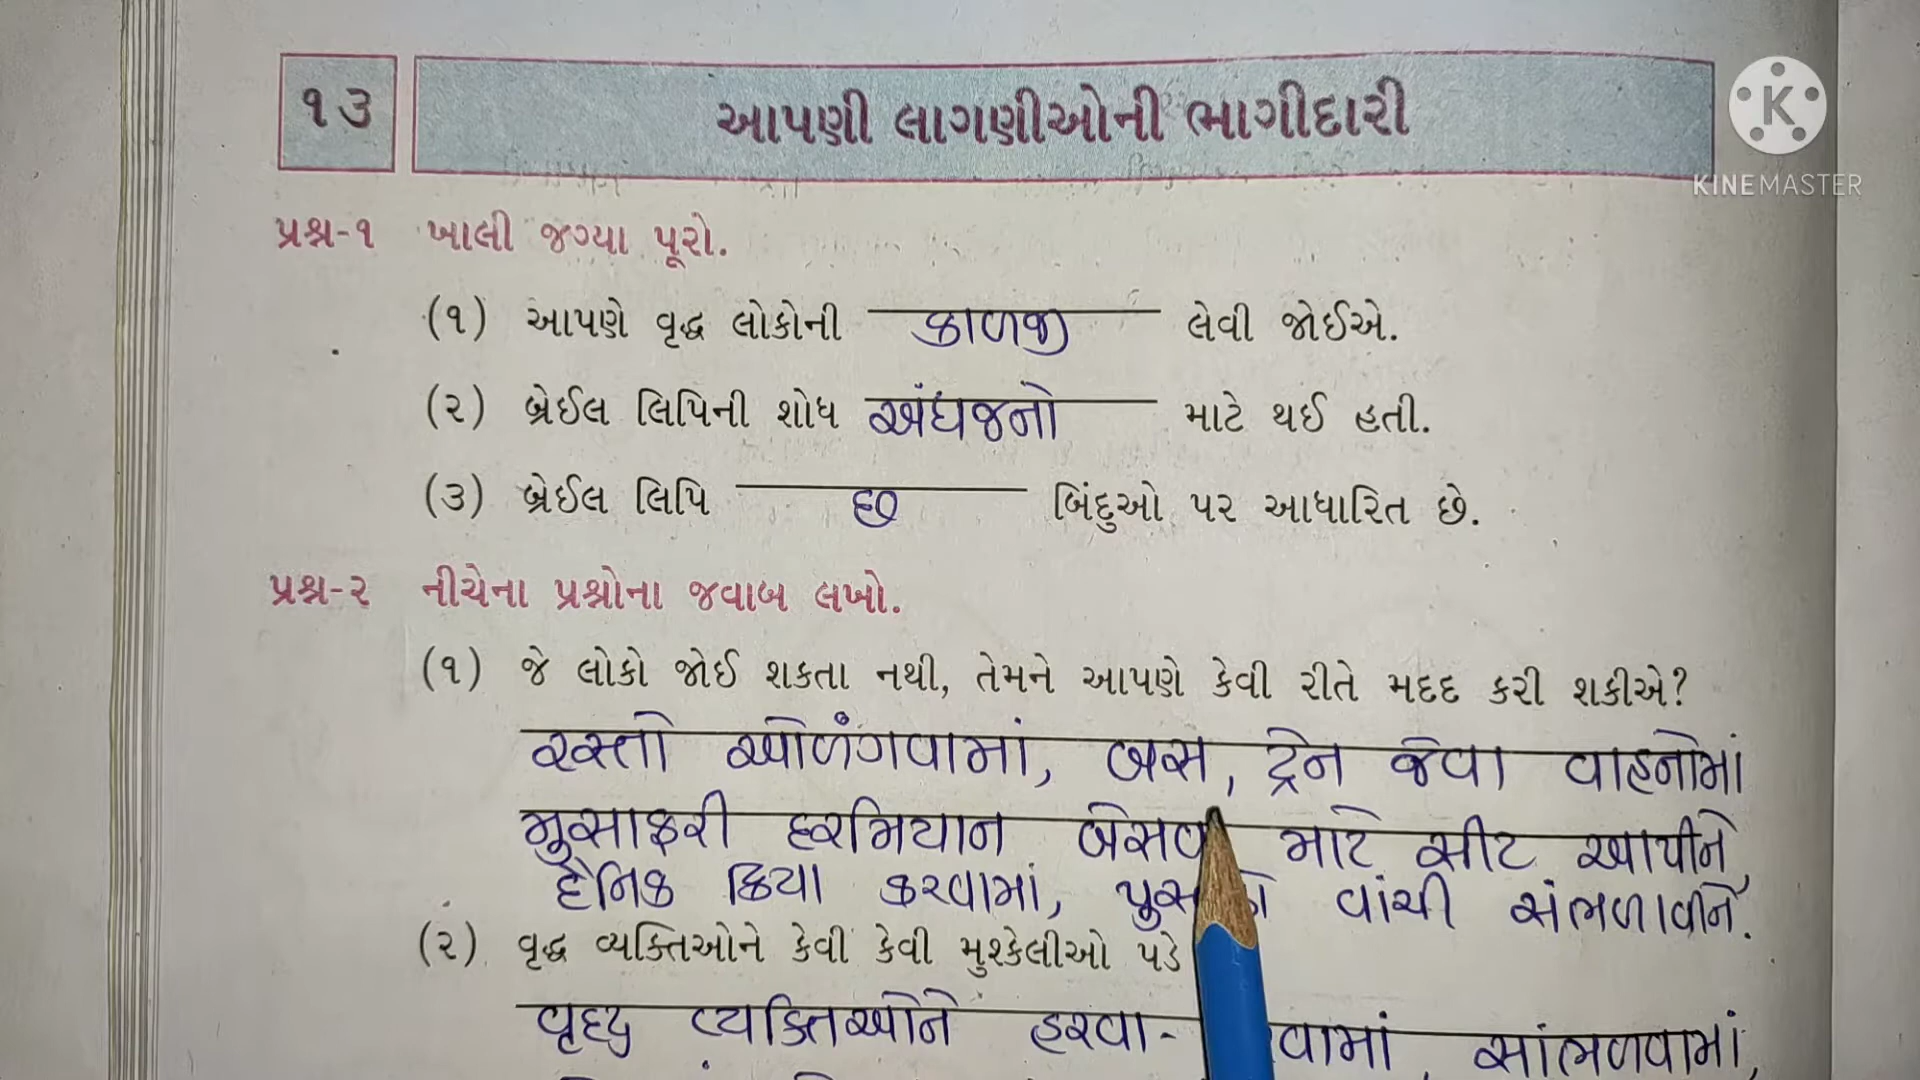 ૧૩ આપણી લાગણીઓની ભાગીદારી
KINEMASTER
પ્રશ્ન-૧ ખાલી જગ્યા પૂરો.
(૧) આપણે વૃદ્ધ લોકોની કાળજી લેવી જોઈએ.
(૨) બ્રેઈલ લિપિની શોધ અંધજનો માટે થઈ હતી.
(૩) બ્રેઈલ લિપિ છ બિંદુઓ પર આધારિત છે.
પ્રશ્ન-૨ નીચેના પ્રશ્નોના જવાબ લખો.
(૧) જે લોકો જોઈ શકતા નથી, તેમને આપણે કેવી રીતે મદદ કરી શકીએ?
રસ્તો ઓળંગવામાં, બસ, ટ્રેન જેવા વાહનોમાં
મુસાફરી દરમિયાન માટે સીટ આપીને,
દૈનિક ક્રિયા કરવામાં, વાંચી સંભળાવીને.
(૨) વૃદ્ધ વ્યક્તિઓને કેવી કેવી મુશ્કેલીઓ પડે
વૃદ્ધ વ્યક્તિઓને હરવા- સાંભળવામાં,